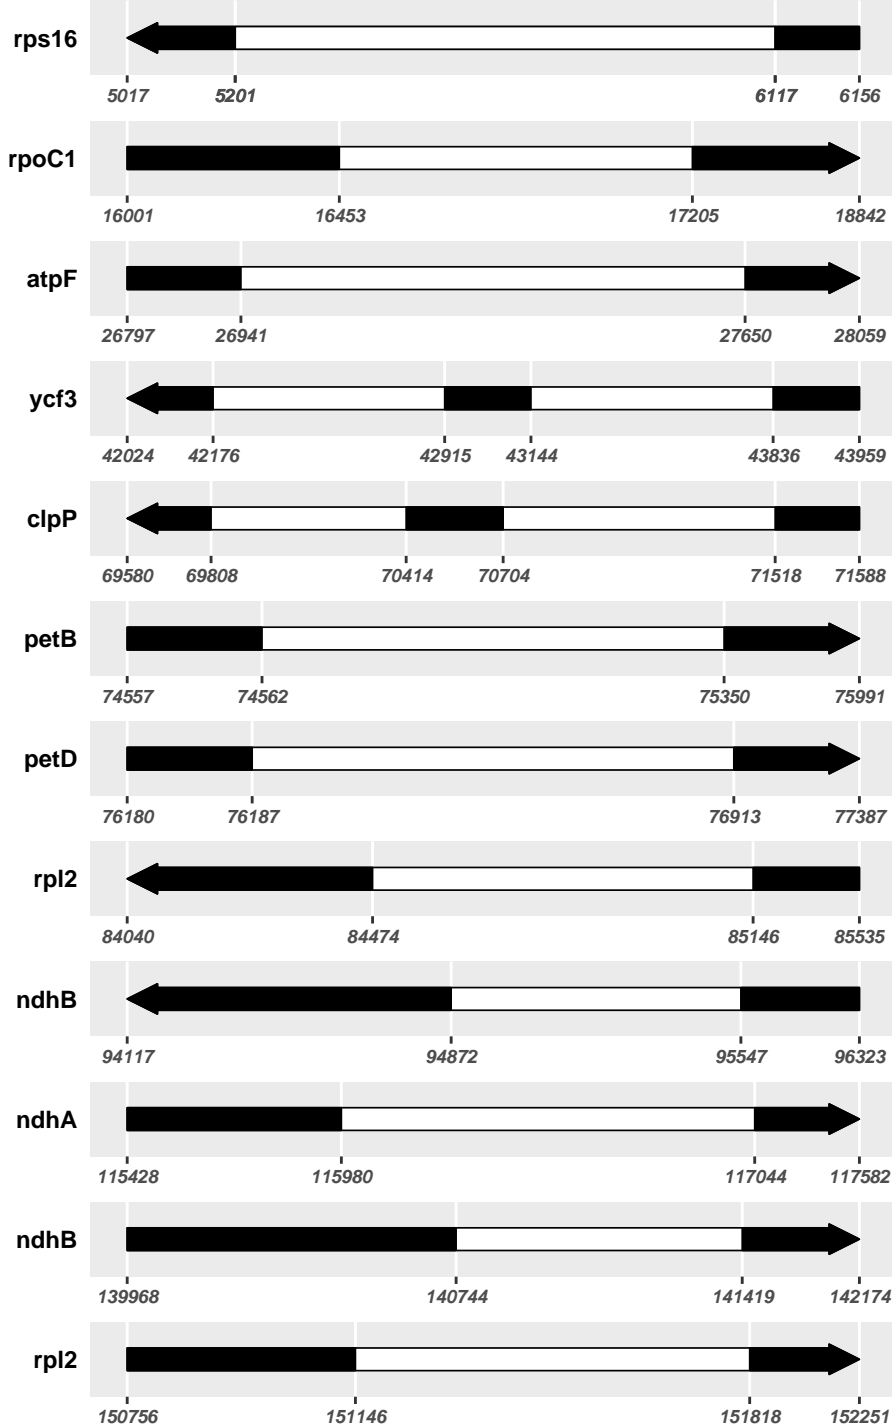 rps16
5017 5201 6117 6156
rpoC1
16001 16453 17205 18842
atpF
26797 26941 27650 28059
ycf3
42024 42176 42915 43144 43836 43959
clpP
69580 69808 70414 70704 71518 71588
petB
74557 74562 75350 75991
petD
76180 76187 76913 77387
rpl2
84040 84474 85146 85535
ndhB
94117 94872 95547 96323
ndhA
115428 115980 117044 117582
ndhB
139968 140744 141419 142174
rpl2
150756 151146 151818 152251